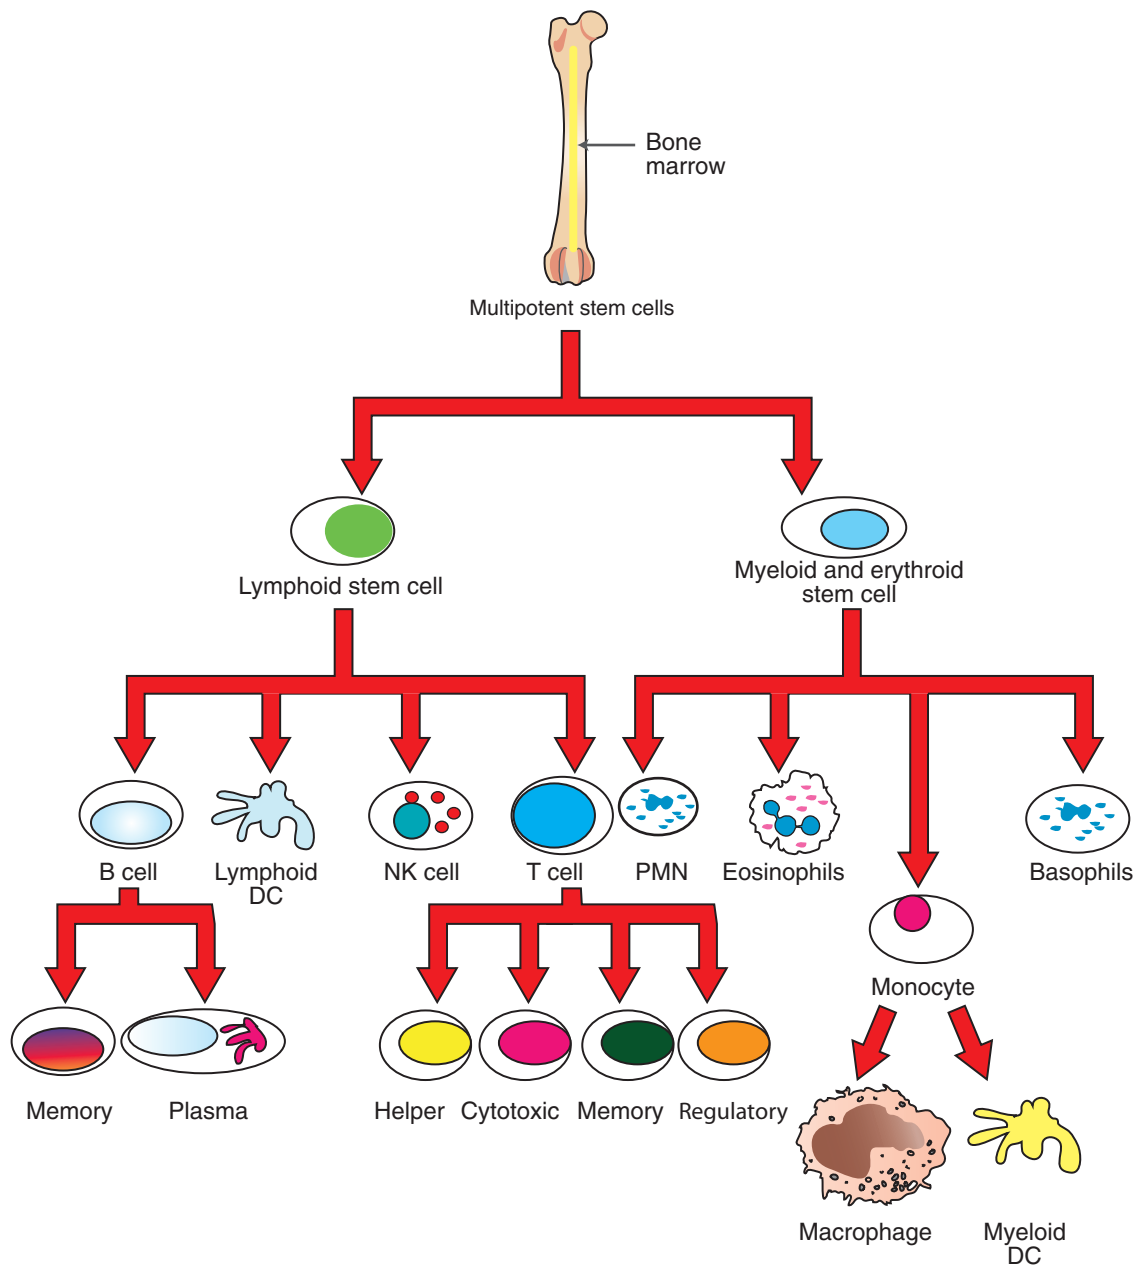 Bone
marrow
Multipotent stem cells
Lymphoid stem cell
Myeloid and erythroid
stem cell
B cell
Lymphoid
DC
NK cell
T cell
PMN
Eosinophils
Basophils
Monocyte
Memory
Plasma
Helper
Cytotoxic
Memory
Regulatory
Macrophage
Myeloid
DC